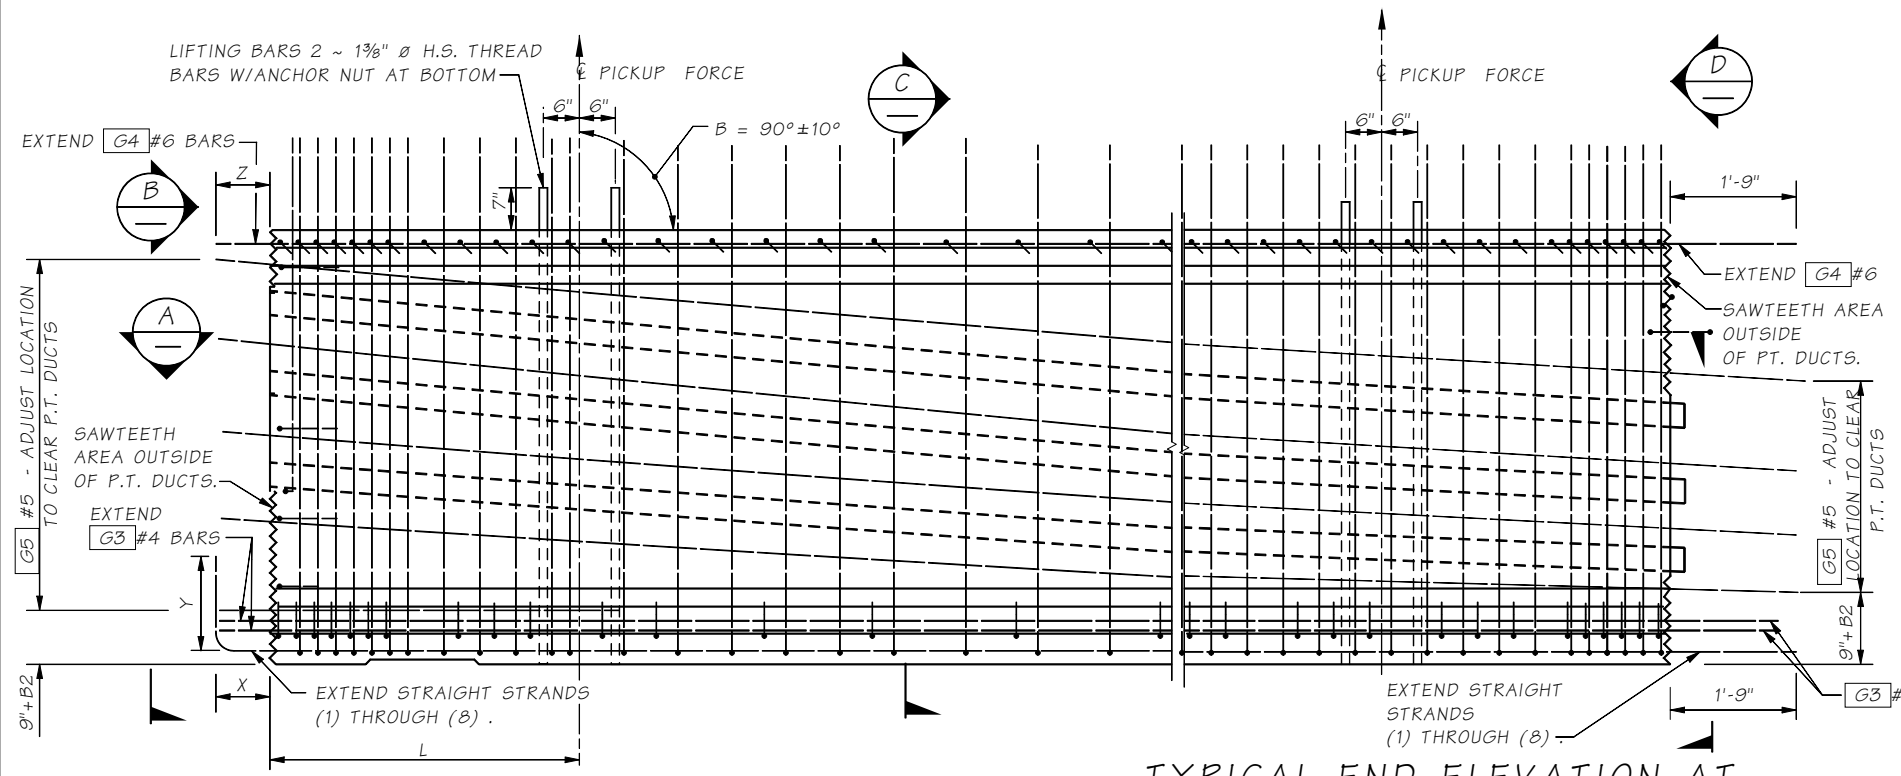 LIFTING BARS 2 ~ 1⅜" Ø H.S. THREAD
BARS W/ANCHOR NUT AT BOTTOM
℄ PICKUP FORCE
℄ PICKUP FORCE
C
D
6" 6"
6" 6"
B = 90°±10°
EXTEND G4 #6 BARS
Z
B
7"
1'-9"
EXTEND G4 #6
SAWTEETH AREA
OUTSIDE
OF PT. DUCTS.
A
G5 #5 - ADJUST LOCATION
TO CLEAR P.T. DUCTS
SAWTEETH
AREA OUTSIDE
OF P.T. DUCTS.
EXTEND
G3 #4 BARS
Y
G5 #5 - ADJUST
LOCATION TO CLEAR
P.T. DUCTS
9"+B2
9"+B2
X
EXTEND STRAIGHT STRANDS
(1) THROUGH (8) .
L
EXTEND STRAIGHT
STRANDS
(1) THROUGH (8) .
1'-9"
G3 #
TYPICAL END ELEVATION AT